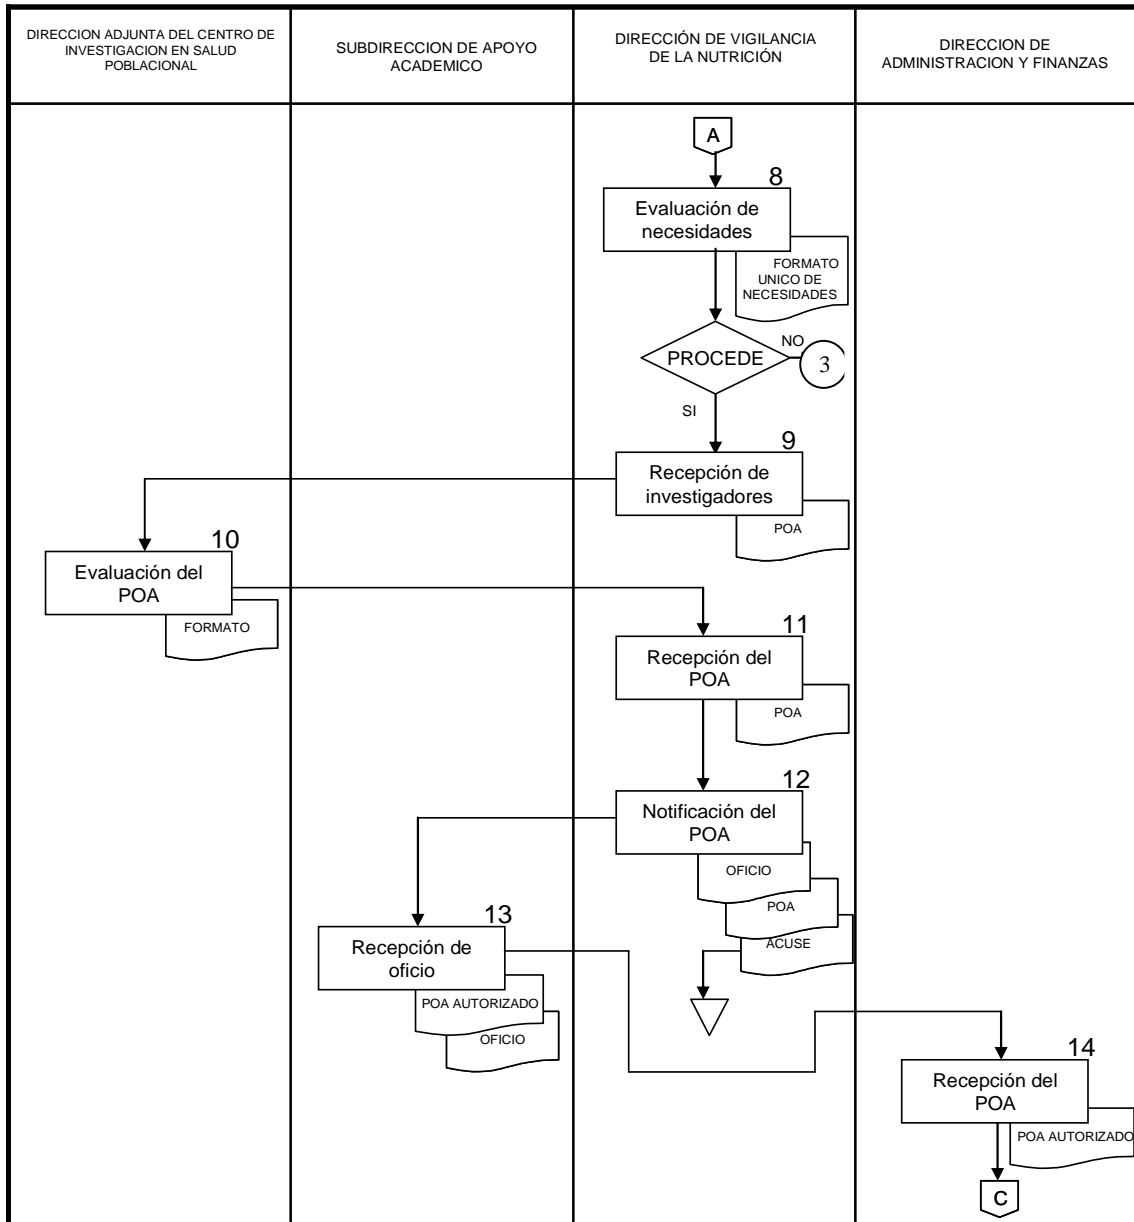 DIRECCION ADJUNTA DEL CENTRO DE
INVESTIGACION EN SALUD
POBLACIONAL
SUBDIRECCION DE APOYO
ACADEMICO
DIRECCIÓN DE VIGILANCIA
DE LA NUTRICIÓN
DIRECCION DE
ADMINISTRACION Y FINANZAS
A
8
Evaluación de
necesidades
FORMATO
UNICO DE
NECESIDADES
PROCEDE
NO
3
SI
9
Recepción de
investigadores
POA
10
Evaluación del
POA
FORMATO
11
Recepción del
POA
POA
12
Notificación del
POA
OFICIO
POA
ACUSE
13
Recepción de
oficio
POA AUTORIZADO
OFICIO
14
Recepción del
POA
POA AUTORIZADO
C